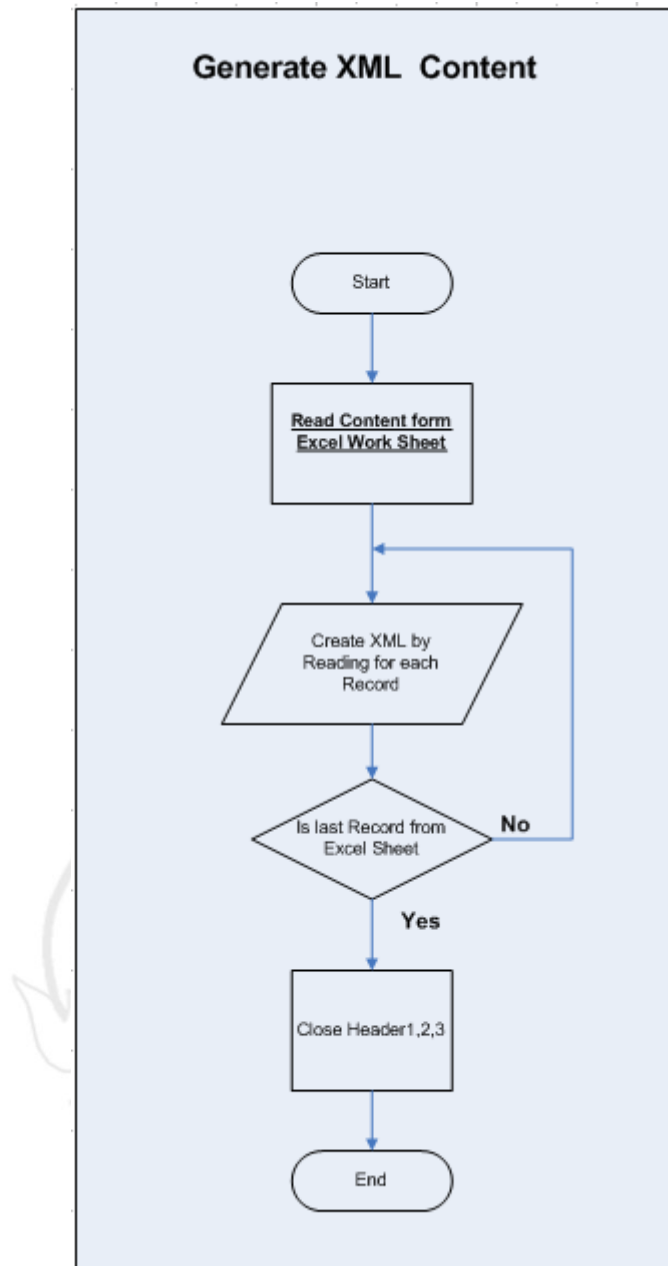 Generate XML Content
Start
Read Content form
Excel Work Sheet
Create XML by
Reading for each
Record
Is last Record from
Excel Sheet
No
Yes
Close Header1,2,3
End